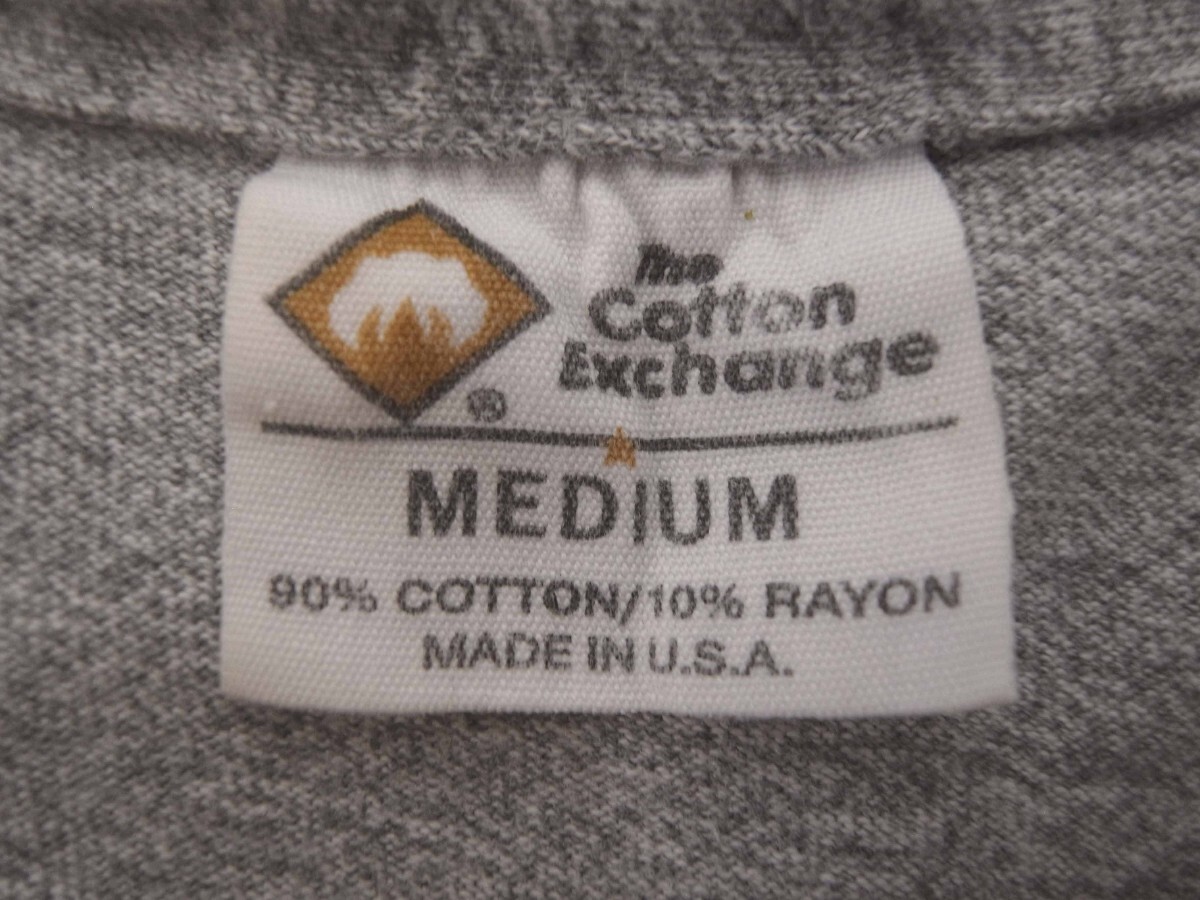 The
Cotton
Exchange
®
MEDIUM
90% COTTON/10% RAYON
MADE IN U.S.A.